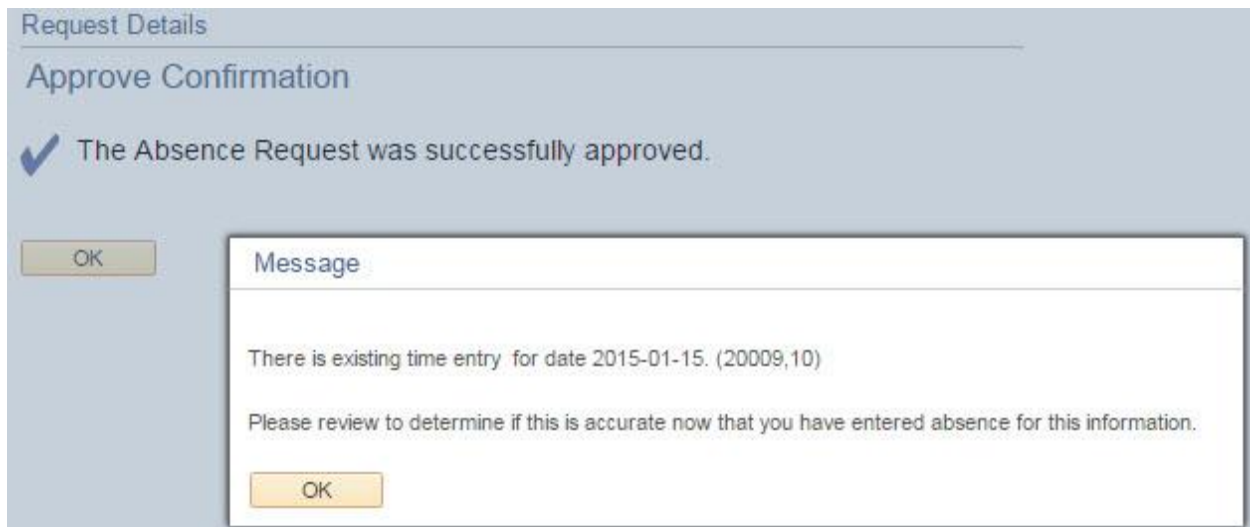 Request Details
Approve Confirmation
The Absence Request was successfully approved.
OK
Message
There is existing time entry  for date 2015-01-15. (20009,10)
Please review to determine if this is accurate now that you have entered absence for this information.
OK